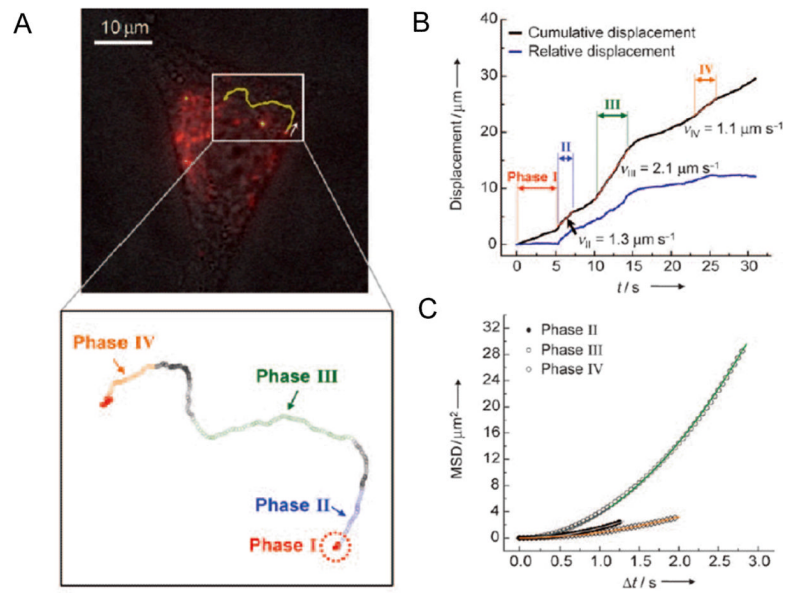 A
10 μm
Phase IV
Phase III
Phase II
Phase I
B
Displacement / μm
40
30
20
10
0
Cumulative displacement
Relative displacement
Phase I
II
III
IV
vIV = 1.1 μm s⁻¹
vIII = 2.1 μm s⁻¹
vII = 1.3 μm s⁻¹
0 5 10 15 20 25 30
t / s
C
MSD / μm²
32
28
24
20
16
12
8
4
0
Phase II
Phase III
Phase IV
0.0 0.5 1.0 1.5 2.0 2.5 3.0
Δt / s